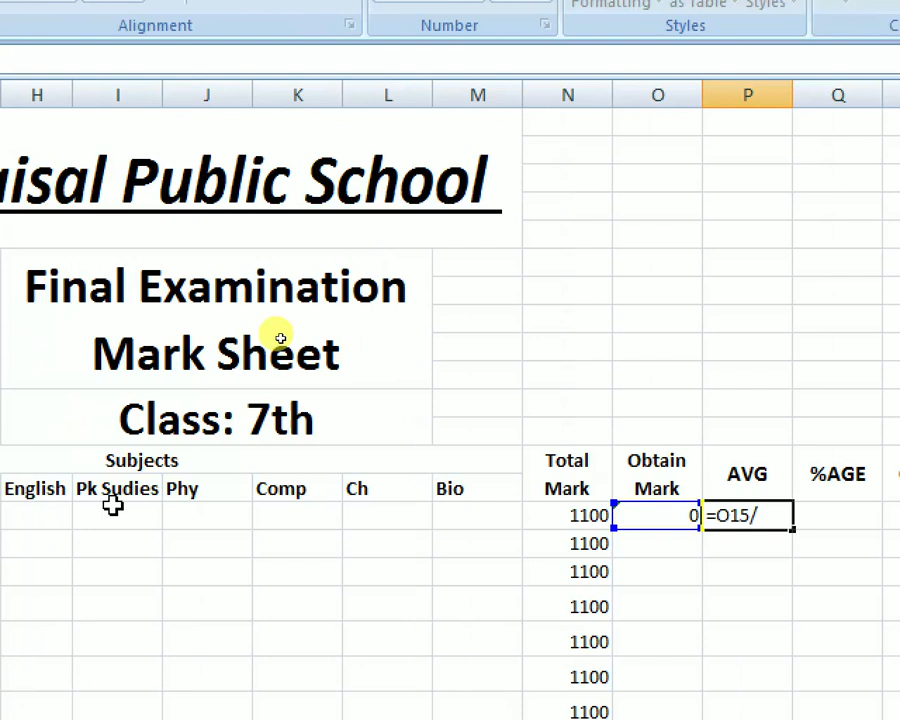 Formatting as Table Styles
Alignment Number Styles C
H I J K L M N O P Q
aisal Public School
Final Examination
Mark Sheet
Class: 7th
Subjects
English Pk Sudies Phy Comp Ch Bio
Total Mark
Obtain Mark
AVG
%AGE
1100 0 =O15/
1100
1100
1100
1100
1100
1100